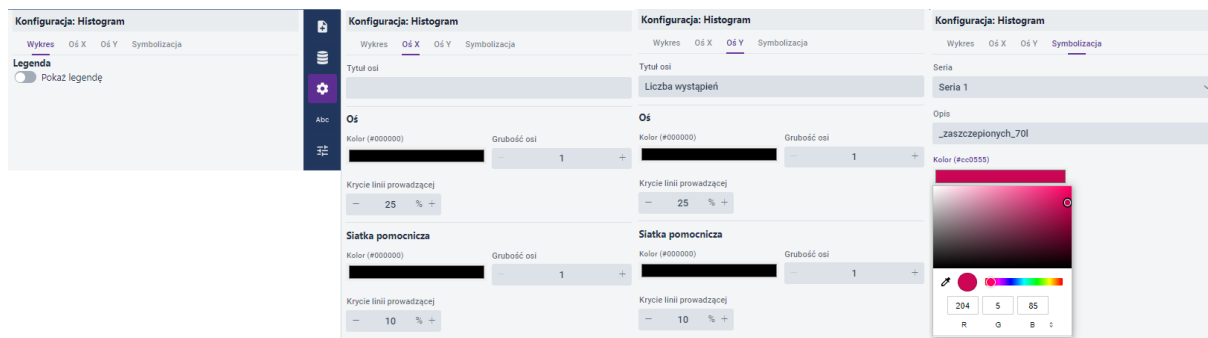 Konfiguracja: Histogram
Wykres Oś X Oś Y Symbolizacja
Legenda
Pokaż legendę
Abc
Konfiguracja: Histogram
Wykres Oś X Oś Y Symbolizacja
Tytuł osi
Oś
Kolor (#000000) Grubość osi
− 1 +
Krycie linii prowadzącej
− 25 % +
Siatka pomocnicza
Kolor (#000000) Grubość osi
− 1 +
Krycie linii prowadzącej
− 10 % +
Konfiguracja: Histogram
Wykres Oś X Oś Y Symbolizacja
Tytuł osi
Liczba wystąpień
Oś
Kolor (#000000) Grubość osi
− 1 +
Krycie linii prowadzącej
− 25 % +
Siatka pomocnicza
Kolor (#000000) Grubość osi
− 1 +
Krycie linii prowadzącej
− 10 % +
Konfiguracja: Histogram
Wykres Oś X Oś Y Symbolizacja
Seria
Seria 1
Opis
_zaszczepionych_70l
Kolor (#cc0555)
204 5 85
R G B